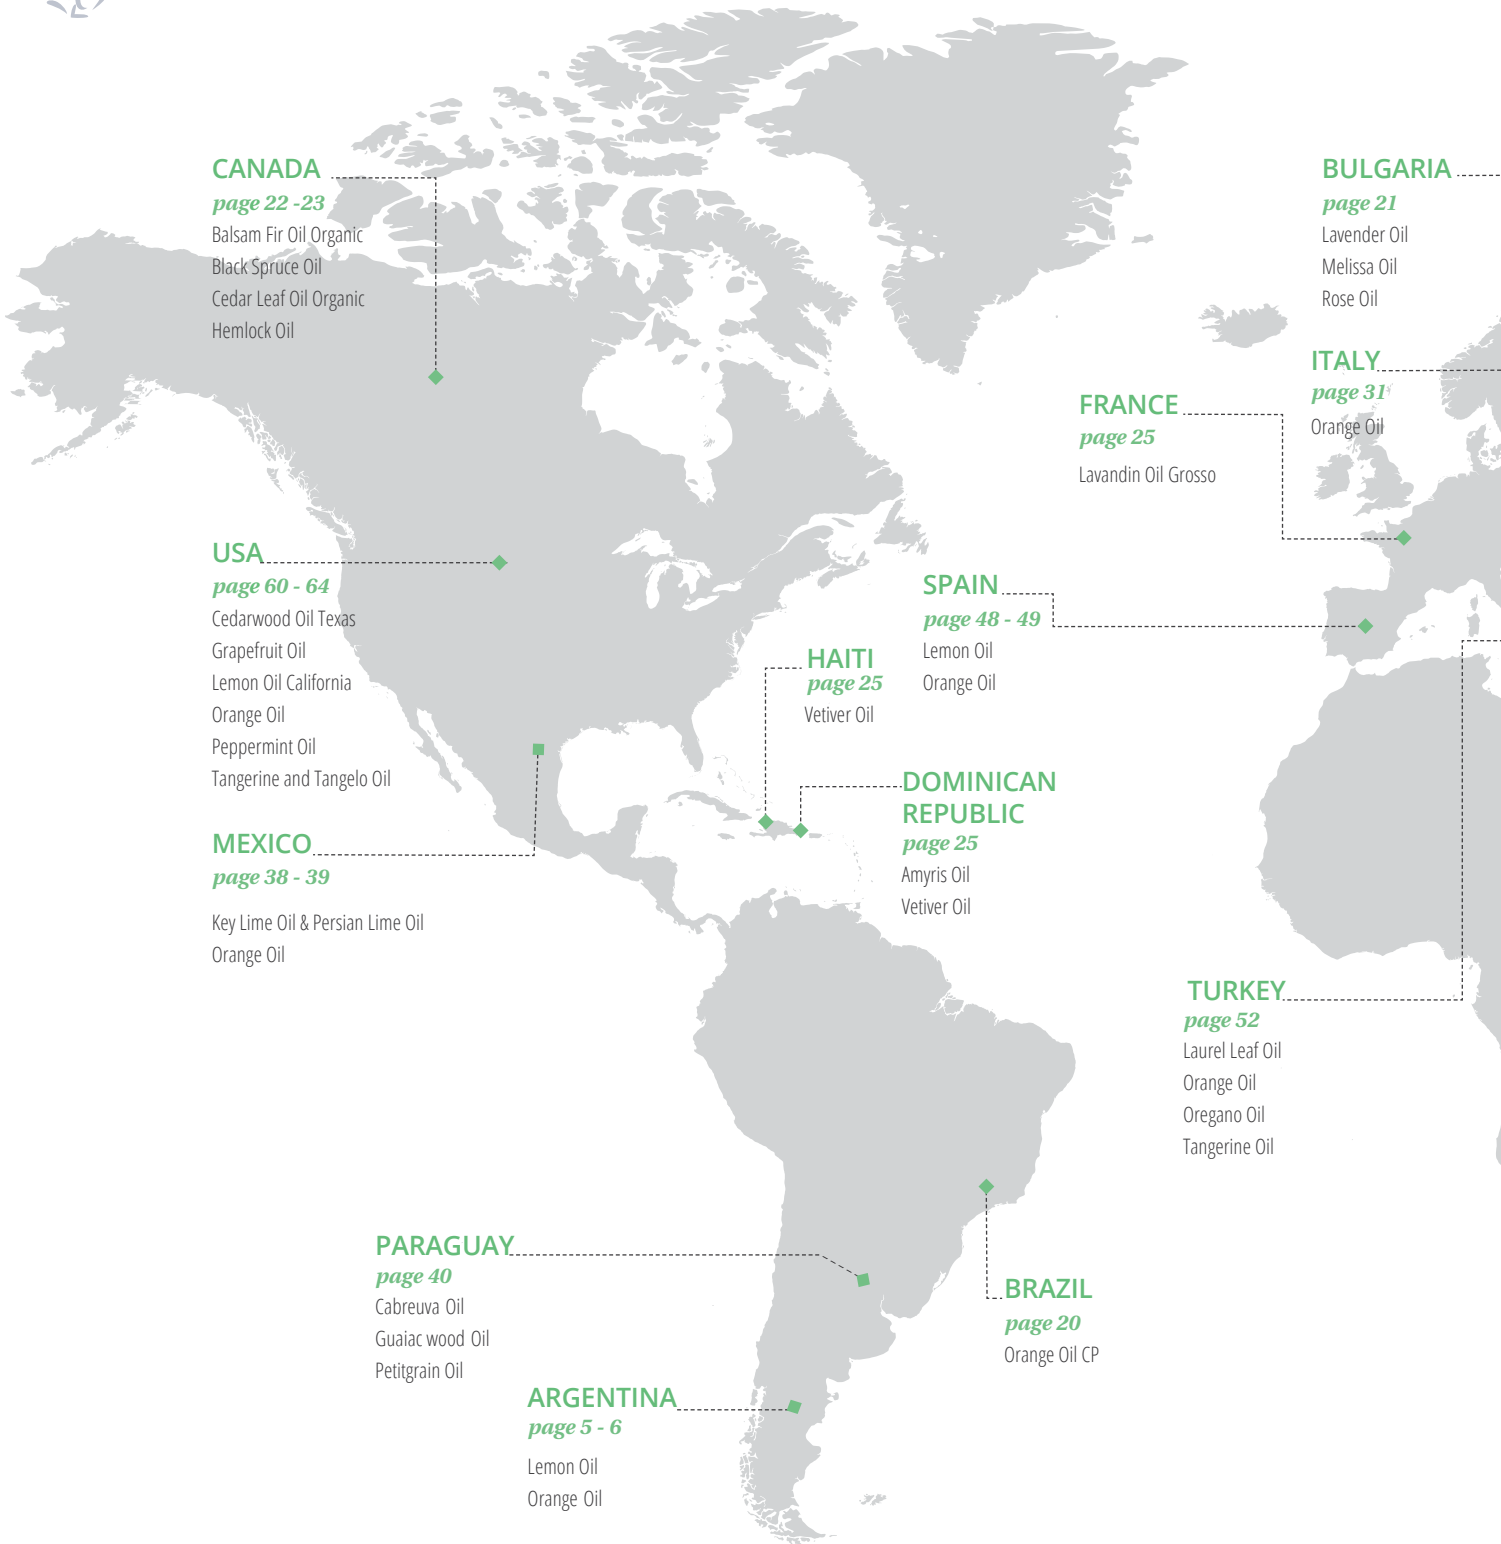 CANADA
page 22 -23
Balsam Fir Oil Organic
Black Spruce Oil
Cedar Leaf Oil Organic
Hemlock Oil
BULGARIA
page 21
Lavender Oil
Melissa Oil
Rose Oil
ITALY
page 31
Orange Oil
FRANCE
page 25
Lavandin Oil Grosso
USA
page 60 - 64
Cedarwood Oil Texas
Grapefruit Oil
Lemon Oil California
Orange Oil
Peppermint Oil
Tangerine and Tangelo Oil
SPAIN
page 48 - 49
Lemon Oil
Orange Oil
HAITI
page 25
Vetiver Oil
DOMINICAN
REPUBLIC
page 25
Amyris Oil
Vetiver Oil
MEXICO
page 38 - 39
Key Lime Oil & Persian Lime Oil
Orange Oil
TURKEY
page 52
Laurel Leaf Oil
Orange Oil
Oregano Oil
Tangerine Oil
PARAGUAY
page 40
Cabreuva Oil
Guaiac wood Oil
Petitgrain Oil
BRAZIL
page 20
Orange Oil CP
ARGENTINA
page 5 - 6
Lemon Oil
Orange Oil